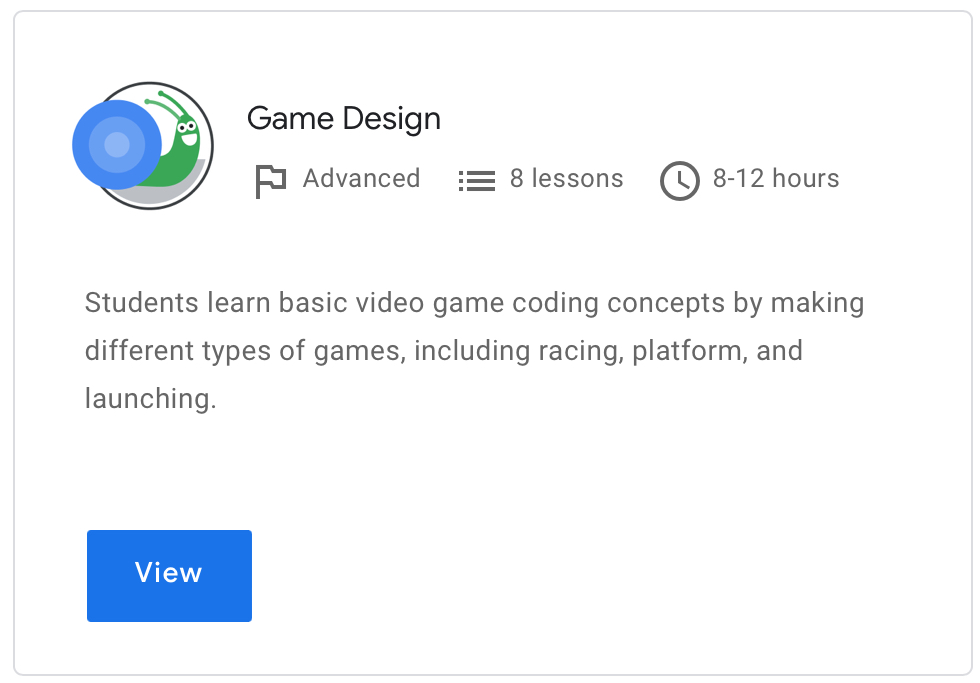 Game Design
Advanced 8 lessons 8-12 hours
Students learn basic video game coding concepts by making
different types of games, including racing, platform, and
launching.
View